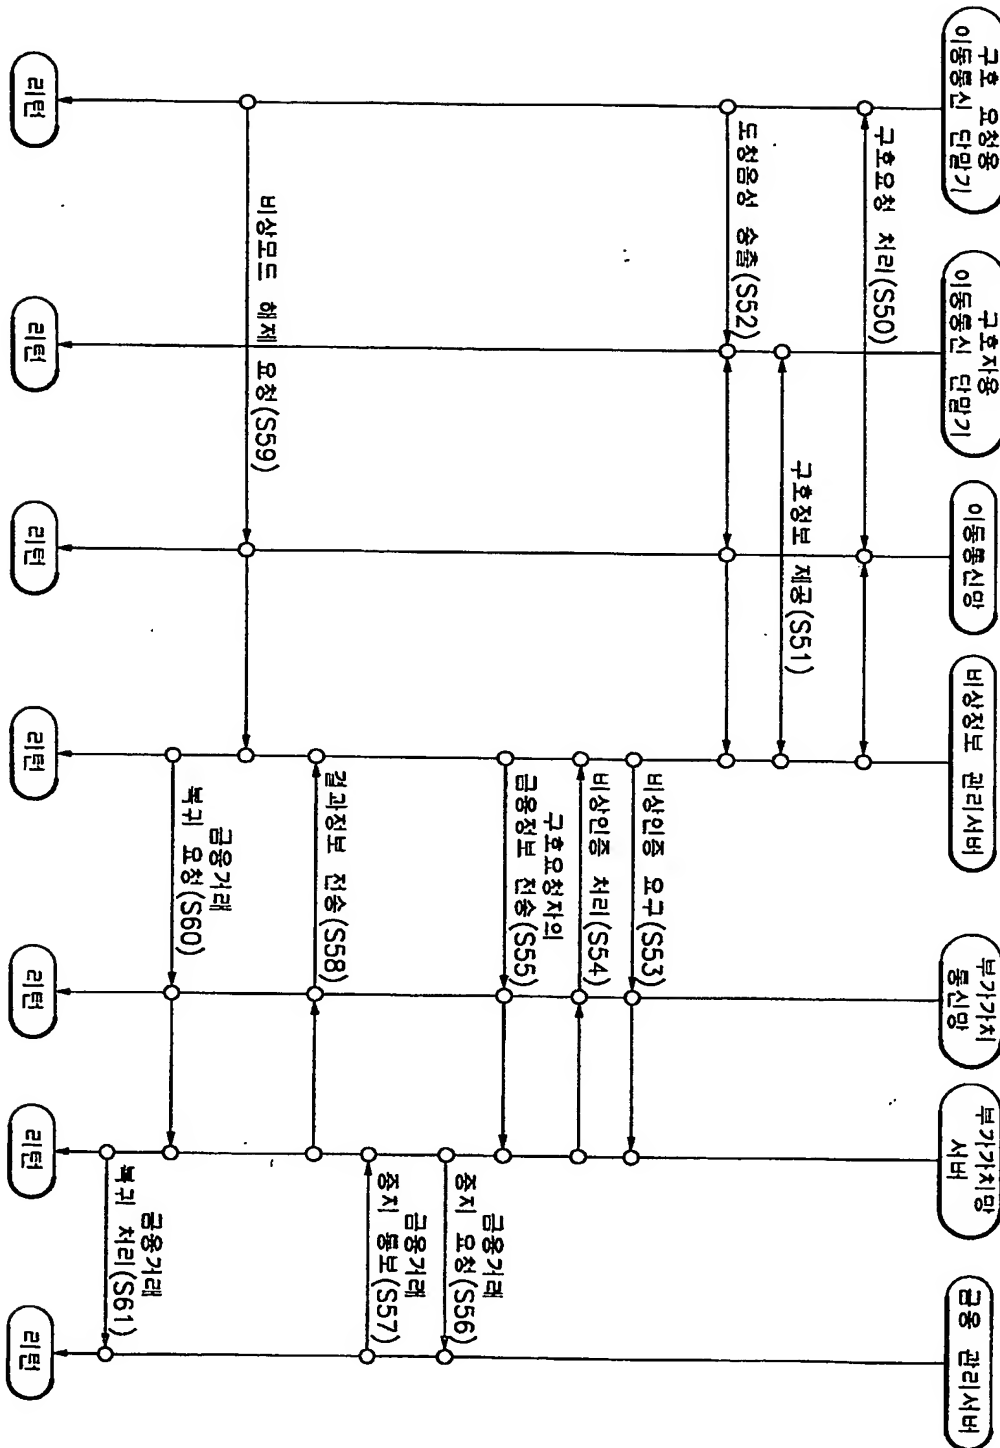 구호 요청용
이동통신 단말기
구호자용
이동통신 단말기
이동통신망
비상정보 관리서버
부가가치
통신망
부가가치망
서버
금융 관리서버
구호요청 처리(S50)
구호정보 제공(S51)
도청음성 송출(S52)
비상인증 요구(S53)
비상인증 처리(S54)
구호요청자의
금융정보 전송(S55)
금융거래
중지 요청(S56)
금융거래
중지 통보(S57)
결과정보 전송(S58)
비상모드 해제 요청(S59)
금융거래
복귀 요청(S60)
금융거래
복귀 처리(S61)
리턴
리턴
리턴
리턴
리턴
리턴
리턴